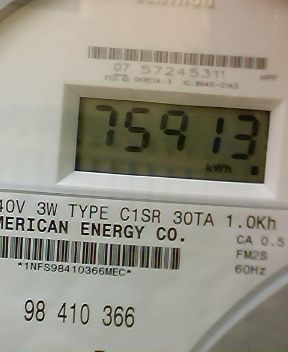 07 57245311
75913
kWh
40V 3W TYPE C1SR 30TA 1.0Kh
MERICAN ENERGY CO.
CA 0.5
FM2S
60Hz
*1NFS98410366MEC*
98 410 366